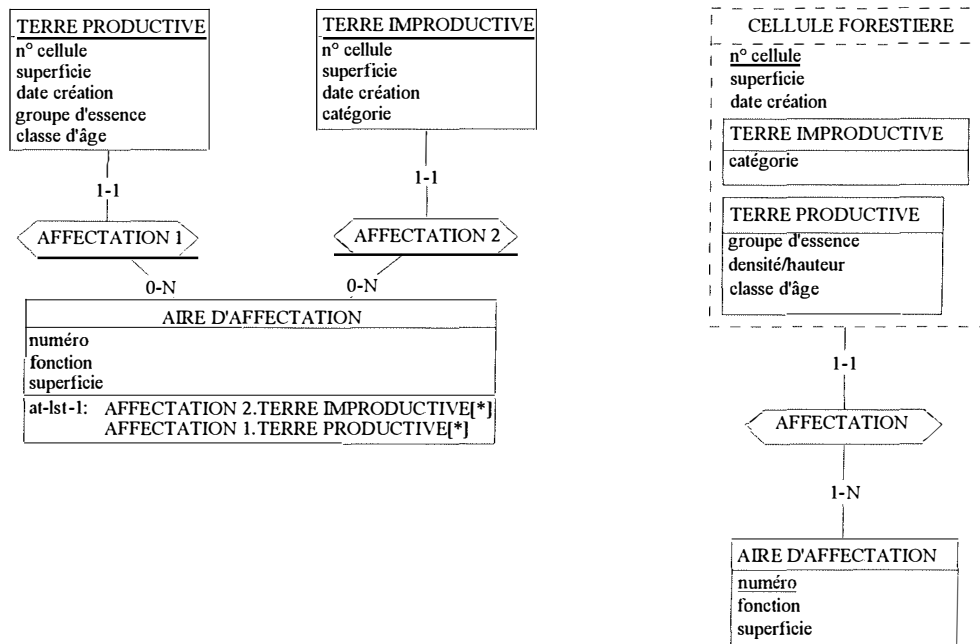 TERRE PRODUCTIVE
n° cellule
superficie
date création
groupe d'essence
classe d'âge
TERRE IMPRODUCTIVE
n° cellule
superficie
date création
catégorie
1-1
1-1
AFFECTATION 1
AFFECTATION 2
0-N
0-N
AIRE D'AFFECTATION
numéro
fonction
superficie
at-lst-1: AFFECTATION 2.TERRE IMPRODUCTIVE[*]
AFFECTATION 1.TERRE PRODUCTIVE[*]
CELLULE FORESTIERE
n° cellule
superficie
date création
TERRE IMPRODUCTIVE
catégorie
TERRE PRODUCTIVE
groupe d'essence
densité/hauteur
classe d'âge
1-1
AFFECTATION
1-N
AIRE D'AFFECTATION
numéro
fonction
superficie